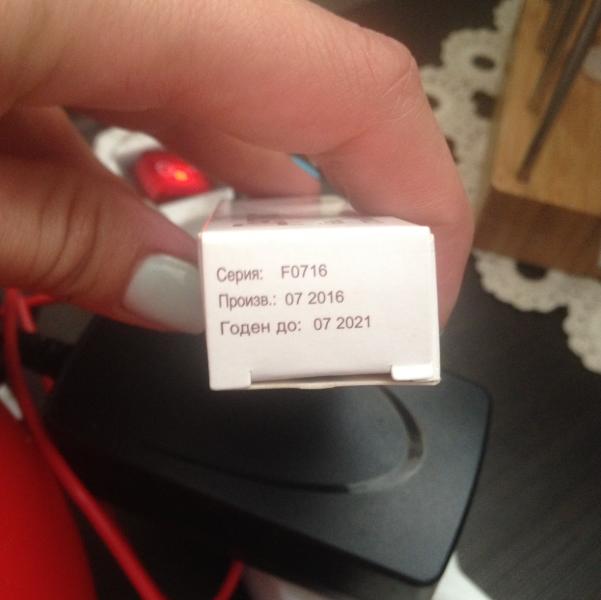 Серия: F0716
Произв.: 07 2016
Годен до: 07 2021